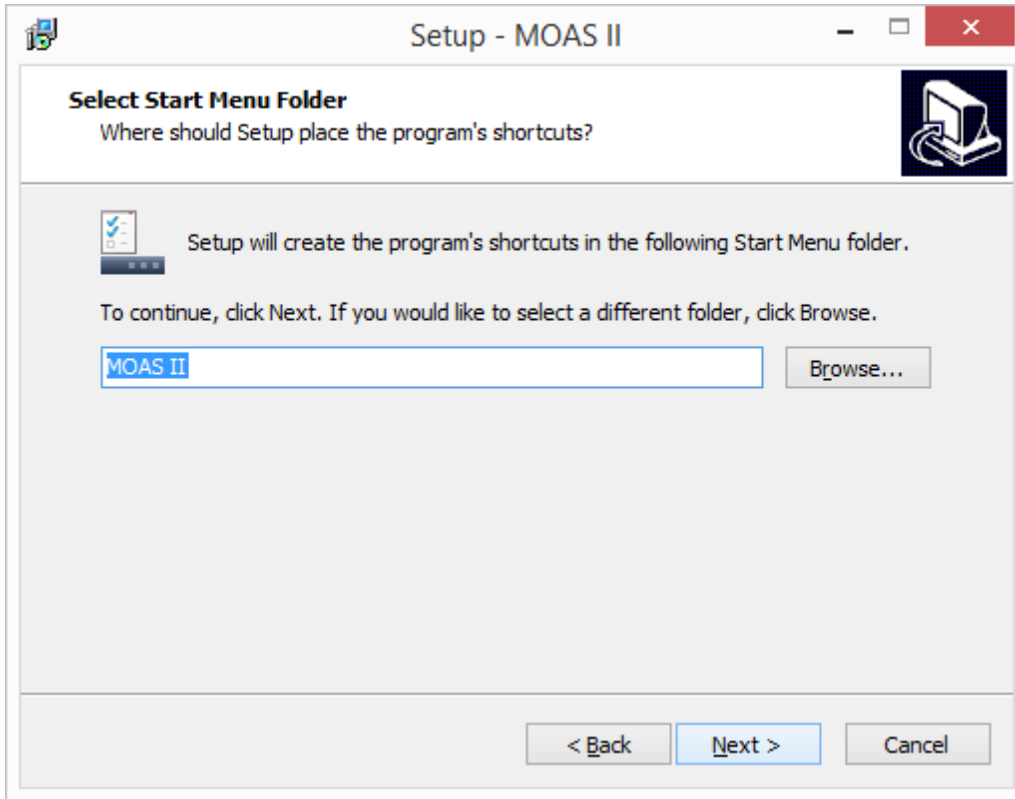 Setup - MOAS II
Select Start Menu Folder
Where should Setup place the program's shortcuts?
Setup will create the program's shortcuts in the following Start Menu folder.
To continue, click Next. If you would like to select a different folder, click Browse.
MOAS II
Browse...
< Back
Next >
Cancel